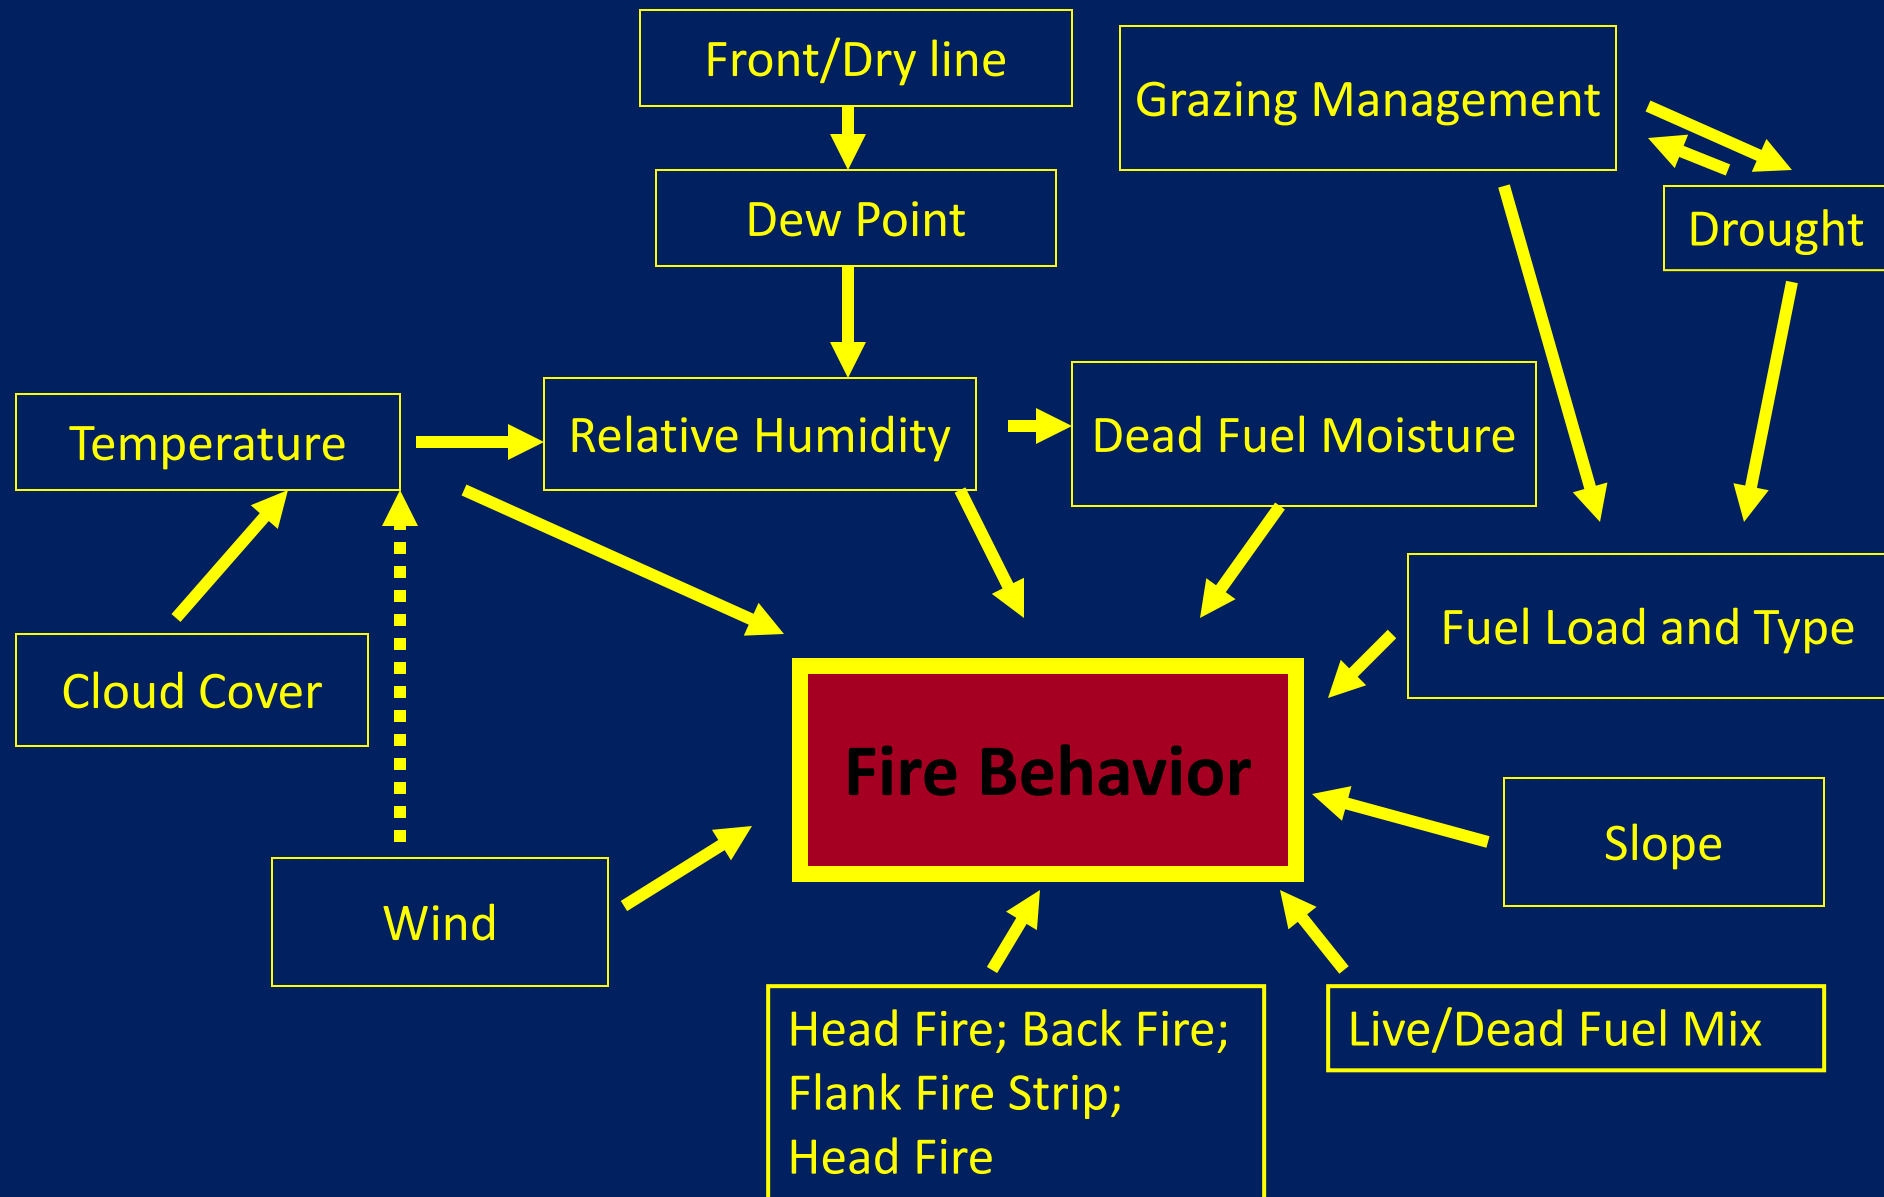 Front/Dry line
Grazing Management
Dew Point
Drought
Temperature
Relative Humidity
Dead Fuel Moisture
Cloud Cover
Fuel Load and Type
Fire Behavior
Slope
Wind
Head Fire; Back Fire;
Flank Fire Strip;
Head Fire
Live/Dead Fuel Mix